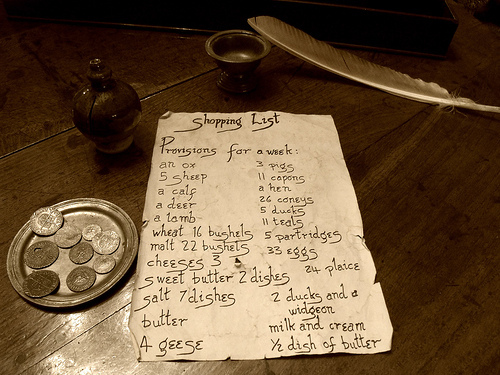 Shopping List
Provisions for a week:
an ox
5 sheep
a calf
a deer
a lamb
wheat 16 bushels
malt 22 bushels
cheeses 3
sweet butter 2 dishes
salt 7 dishes
butter
4 geese
3 pigs
11 capons
a hen
26 coneys
5 ducks
11 teals
5 partridges
33 eggs
24 plaice
2 ducks and a
widgeon
milk and cream
½ dish of butter